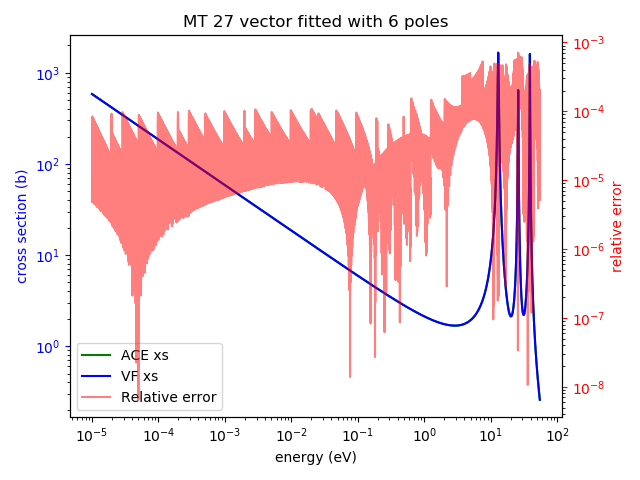 MT 27 vector fitted with 6 poles
10³
10²
10¹
10⁰
cross section (b)
10⁻³
10⁻⁴
10⁻⁵
10⁻⁶
10⁻⁷
10⁻⁸
relative error
ACE xs
VF xs
Relative error
10⁻⁵ 10⁻⁴ 10⁻³ 10⁻² 10⁻¹ 10⁰ 10¹ 10²
energy (eV)